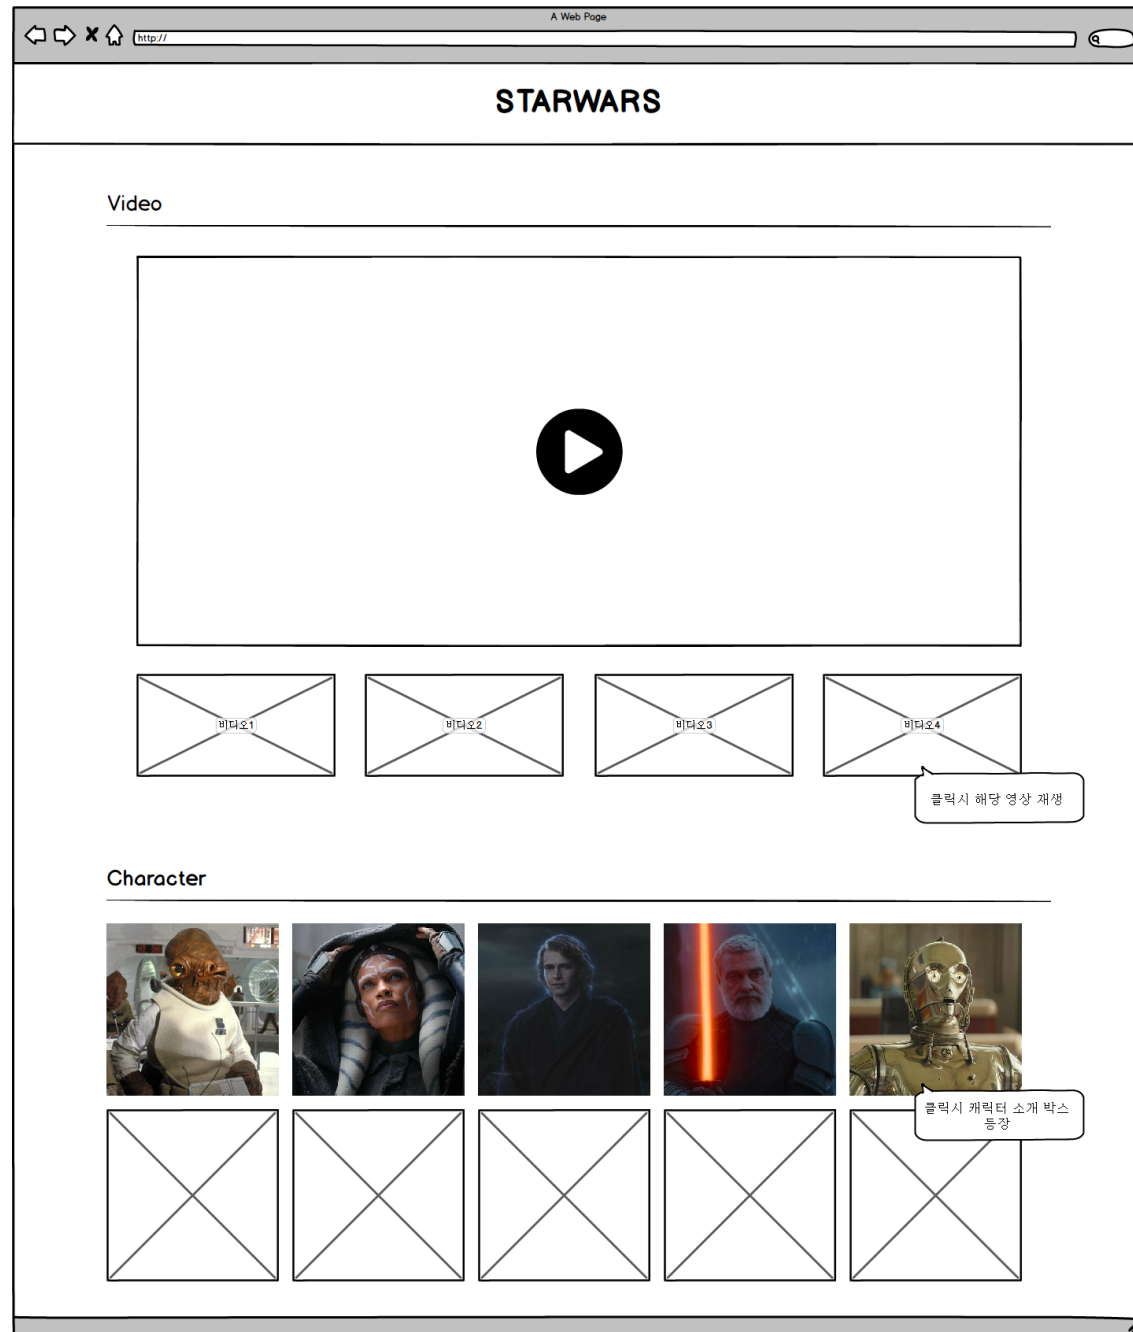 A Web Page
http://
STARWARS
Video
비디오1
비디오2
비디오3
비디오4
클릭시 해당 영상 재생
Character
클릭시 캐릭터 소개 박스
등장